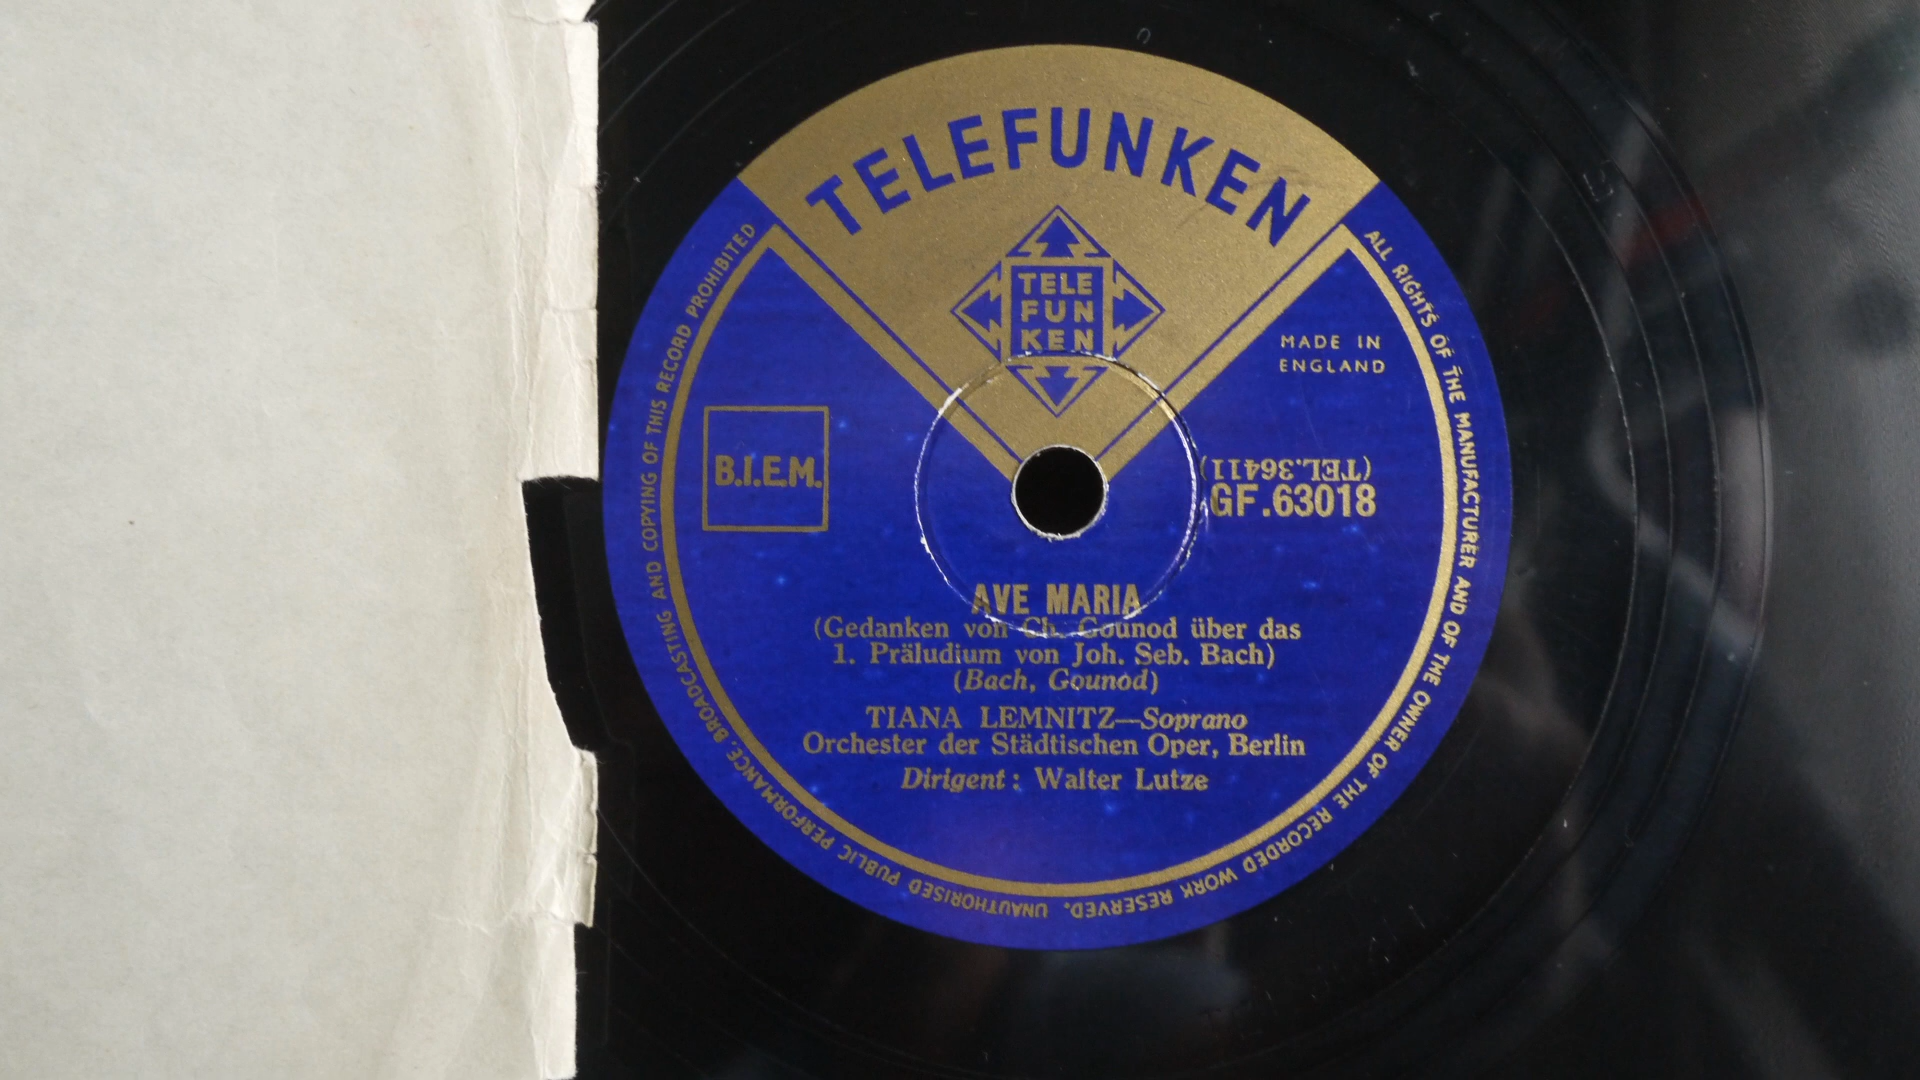 TELEFUNKEN
TELE
FUN
KEN
MADE IN
ENGLAND
B.I.E.M.
(TEL.36411)
GF.63018
AVE MARIA
(Gedanken von Ch. Gounod über das
1. Präludium von Joh. Seb. Bach)
(Bach, Gounod)
TIANA LEMNITZ—Soprano
Orchester der Städtischen Oper, Berlin
Dirigent: Walter Lutze
ALL RIGHTS OF THE MANUFACTURER AND OF THE OWNER OF THE RECORDED WORK RESERVED. UNAUTHORISED PUBLIC PERFORMANCE, BROADCASTING AND COPYING OF THIS RECORD PROHIBITED